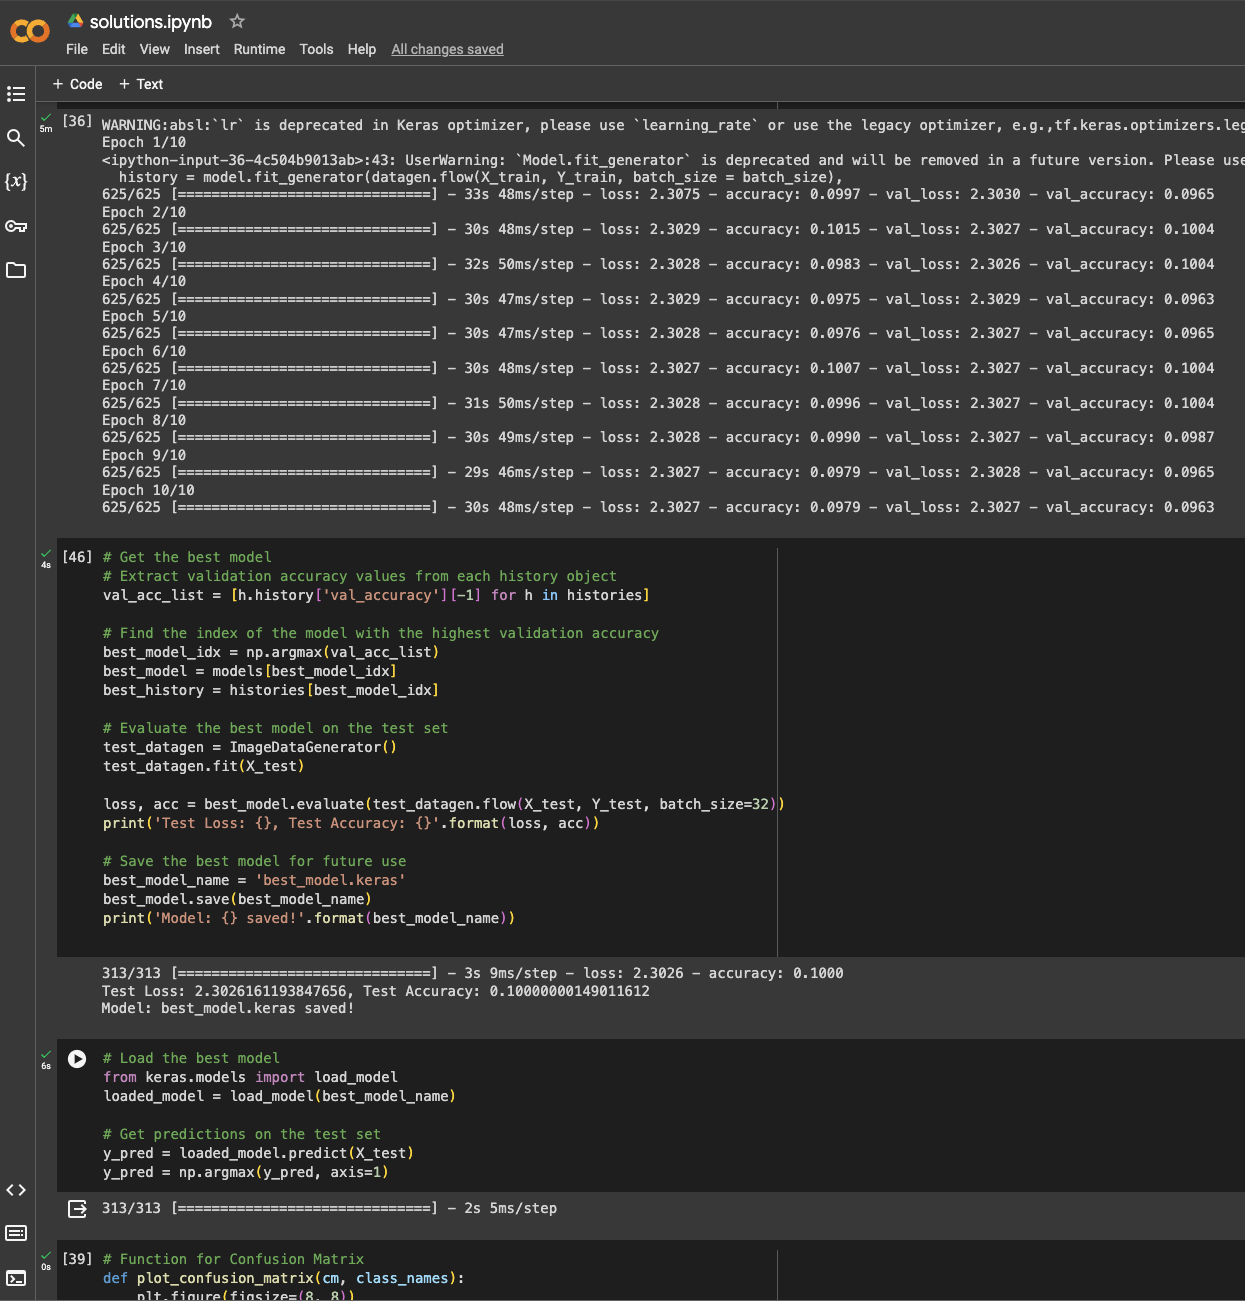 solutions.ipynb
File Edit View Insert Runtime Tools Help All changes saved
+ Code + Text
5m
[36] WARNING:absl:`lr` is deprecated in Keras optimizer, please use `learning_rate` or use the legacy optimizer, e.g.,tf.keras.optimizers.leg
Epoch 1/10
<ipython-input-36-4c504b9013ab>:43: UserWarning: `Model.fit_generator` is deprecated and will be removed in a future version. Please use
history = model.fit_generator(datagen.flow(X_train, Y_train, batch_size = batch_size),
625/625 [==============================] - 33s 48ms/step - loss: 2.3075 - accuracy: 0.0997 - val_loss: 2.3030 - val_accuracy: 0.0965
Epoch 2/10
625/625 [==============================] - 30s 48ms/step - loss: 2.3029 - accuracy: 0.1015 - val_loss: 2.3027 - val_accuracy: 0.1004
Epoch 3/10
625/625 [==============================] - 32s 50ms/step - loss: 2.3028 - accuracy: 0.0983 - val_loss: 2.3026 - val_accuracy: 0.1004
Epoch 4/10
625/625 [==============================] - 30s 47ms/step - loss: 2.3029 - accuracy: 0.0975 - val_loss: 2.3029 - val_accuracy: 0.0963
Epoch 5/10
625/625 [==============================] - 30s 47ms/step - loss: 2.3028 - accuracy: 0.0976 - val_loss: 2.3027 - val_accuracy: 0.0965
Epoch 6/10
625/625 [==============================] - 30s 48ms/step - loss: 2.3027 - accuracy: 0.1007 - val_loss: 2.3027 - val_accuracy: 0.1004
Epoch 7/10
625/625 [==============================] - 31s 50ms/step - loss: 2.3028 - accuracy: 0.0996 - val_loss: 2.3027 - val_accuracy: 0.1004
Epoch 8/10
625/625 [==============================] - 30s 49ms/step - loss: 2.3028 - accuracy: 0.0990 - val_loss: 2.3027 - val_accuracy: 0.0987
Epoch 9/10
625/625 [==============================] - 29s 46ms/step - loss: 2.3027 - accuracy: 0.0979 - val_loss: 2.3028 - val_accuracy: 0.0965
Epoch 10/10
625/625 [==============================] - 30s 48ms/step - loss: 2.3027 - accuracy: 0.0979 - val_loss: 2.3027 - val_accuracy: 0.0963
4s
[46] # Get the best model
# Extract validation accuracy values from each history object
val_acc_list = [h.history['val_accuracy'][-1] for h in histories]
# Find the index of the model with the highest validation accuracy
best_model_idx = np.argmax(val_acc_list)
best_model = models[best_model_idx]
best_history = histories[best_model_idx]
# Evaluate the best model on the test set
test_datagen = ImageDataGenerator()
test_datagen.fit(X_test)
loss, acc = best_model.evaluate(test_datagen.flow(X_test, Y_test, batch_size=32))
print('Test Loss: {}, Test Accuracy: {}'.format(loss, acc))
# Save the best model for future use
best_model_name = 'best_model.keras'
best_model.save(best_model_name)
print('Model: {} saved!'.format(best_model_name))
313/313 [==============================] - 3s 9ms/step - loss: 2.3026 - accuracy: 0.1000
Test Loss: 2.3026161193847656, Test Accuracy: 0.10000000149011612
Model: best_model.keras saved!
6s
# Load the best model
from keras.models import load_model
loaded_model = load_model(best_model_name)
# Get predictions on the test set
y_pred = loaded_model.predict(X_test)
y_pred = np.argmax(y_pred, axis=1)
313/313 [==============================] - 2s 5ms/step
0s
[39] # Function for Confusion Matrix
def plot_confusion_matrix(cm, class_names):
plt.figure(figsize=(8, 8))